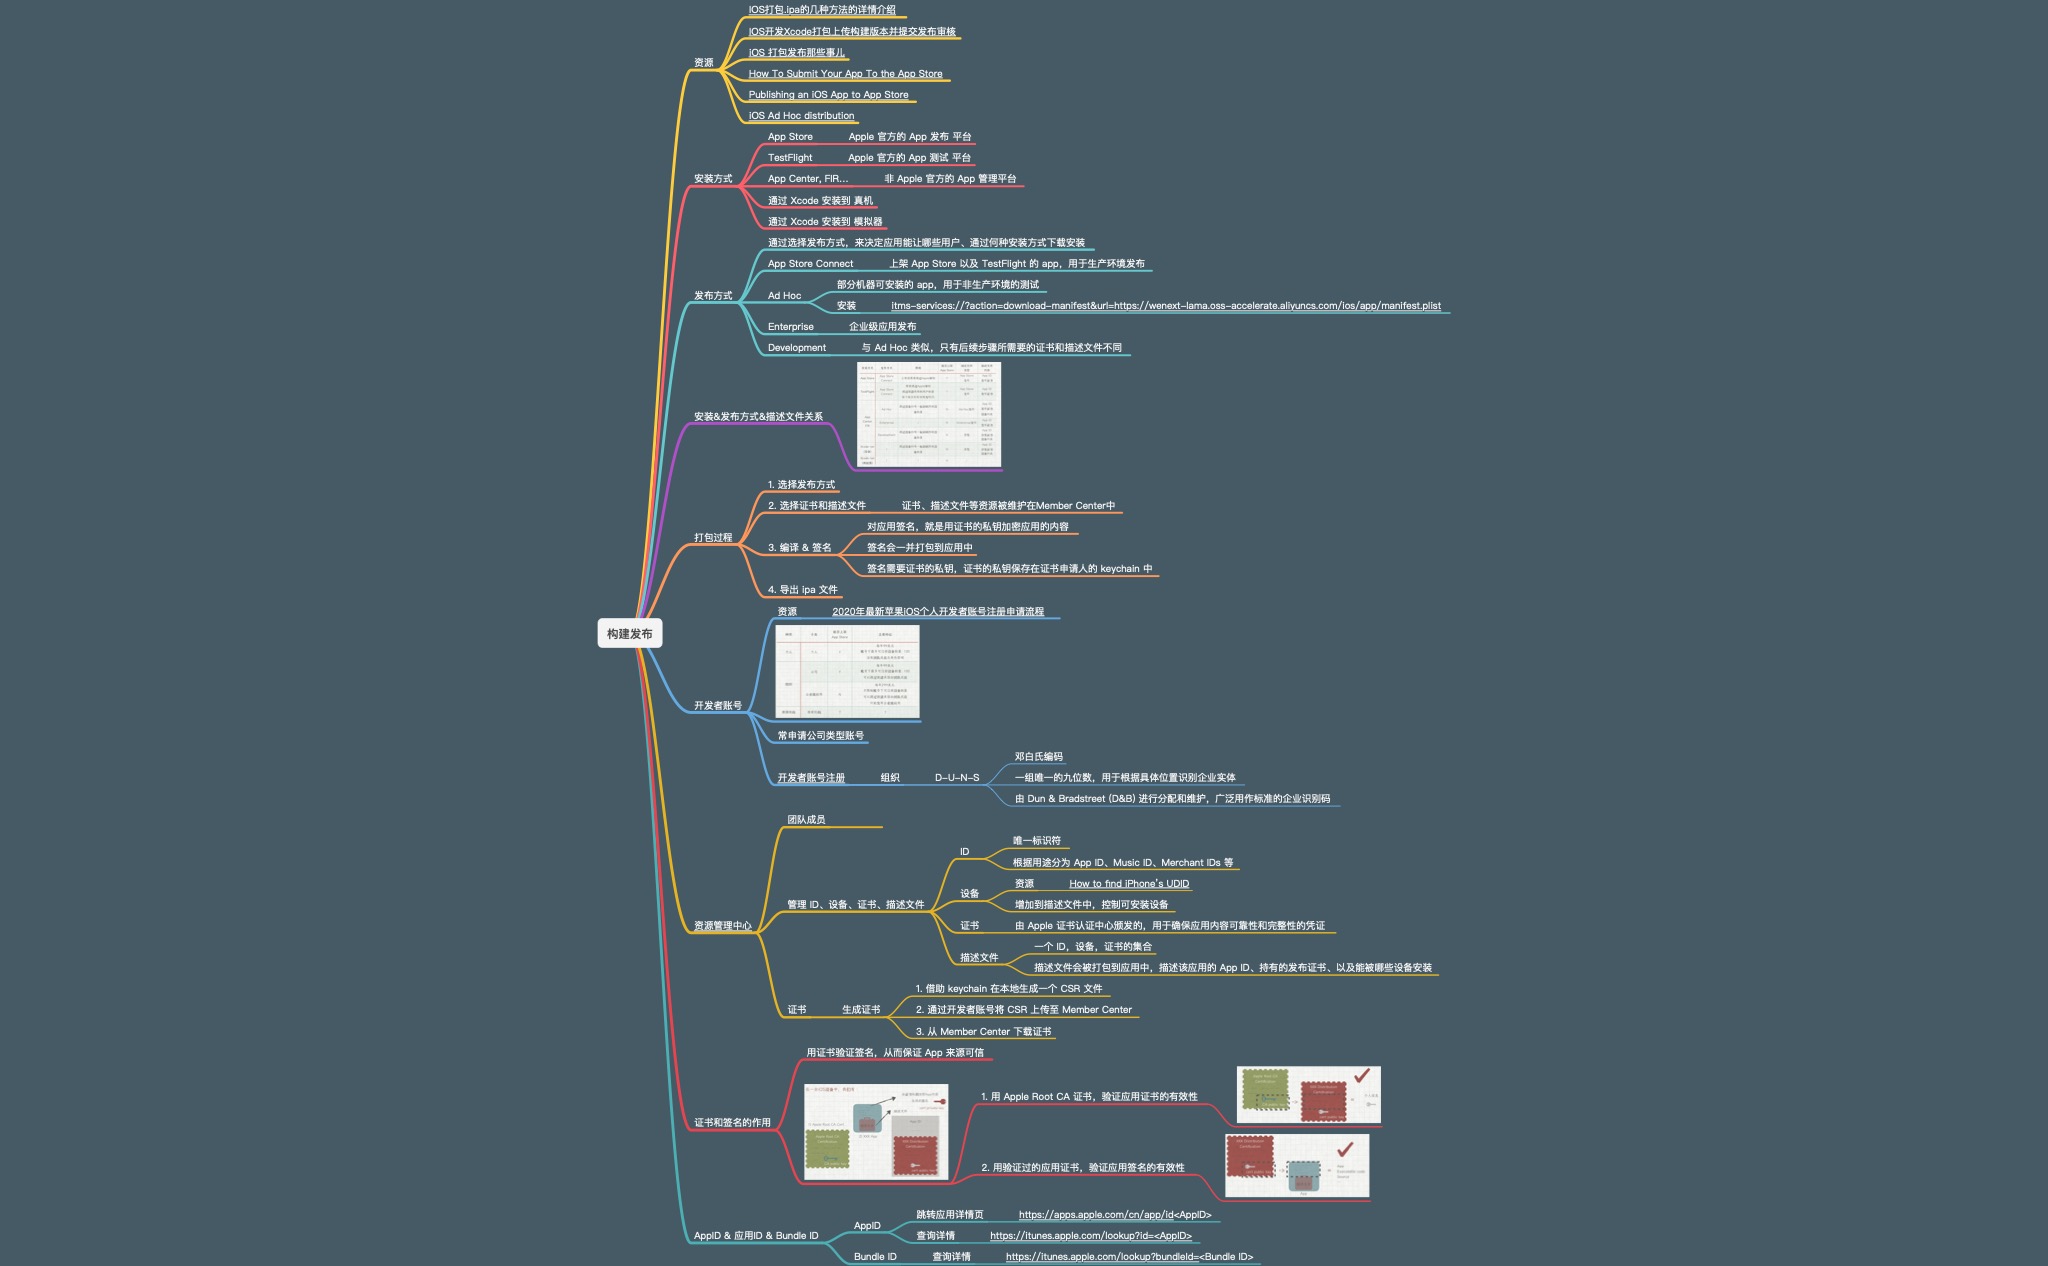 IOS打包.ipa的几种方法的详情介绍
IOS开发Xcode打包上传构建版本并提交发布审核
iOS 打包发布那些事儿
资源
How To Submit Your App To the App Store
Publishing an iOS App to App Store
iOS Ad Hoc distribution
App Store
Apple 官方的 App 发布 平台
TestFlight
Apple 官方的 App 测试 平台
安装方式
App Center, FIR...
非 Apple 官方的 App 管理平台
通过 Xcode 安装到 真机
通过 Xcode 安装到 模拟器
通过选择发布方式，来决定应用能让哪些用户、通过何种安装方式下载安装
App Store Connect
上架 App Store 以及 TestFlight 的 app，用于生产环境发布
发布方式
Ad Hoc
部分机器可安装的 app，用于非生产环境的测试
安装
itms-services://?action=download-manifest&url=https://wenext-lama.oss-accelerate.aliyuncs.com/ios/app/manifest.plist
Enterprise
企业级应用发布
Development
与 Ad Hoc 类似，只有后续步骤所需要的证书和描述文件不同
安装&发布方式&描述文件关系
1. 选择发布方式
2. 选择证书和描述文件
证书、描述文件等资源被维护在Member Center中
打包过程
3. 编译 & 签名
对应用签名，就是用证书的私钥加密应用的内容
签名会一并打包到应用中
签名需要证书的私钥，证书的私钥保存在证书申请人的 keychain 中
4. 导出 ipa 文件
构建发布
资源
2020年最新苹果iOS个人开发者账号注册申请流程
开发者账号
常申请公司类型账号
开发者账号注册
组织
D-U-N-S
邓白氏编码
一组唯一的九位数，用于根据具体位置识别企业实体
由 Dun & Bradstreet (D&B) 进行分配和维护，广泛用作标准的企业识别码
团队成员
资源管理中心
管理 ID、设备、证书、描述文件
ID
唯一标识符
根据用途分为 App ID、Music ID、Merchant IDs 等
设备
资源
How to find iPhone's UDID
增加到描述文件中，控制可安装设备
证书
由 Apple 证书认证中心颁发的，用于确保应用内容可靠性和完整性的凭证
描述文件
一个 ID，设备，证书的集合
描述文件会被打包到应用中，描述该应用的 App ID、持有的发布证书、以及能被哪些设备安装
证书
生成证书
1. 借助 keychain 在本地生成一个 CSR 文件
2. 通过开发者账号将 CSR 上传至 Member Center
3. 从 Member Center 下载证书
用证书验证签名，从而保证 App 来源可信
证书和签名的作用
1. 用 Apple Root CA 证书，验证应用证书的有效性
2. 用验证过的应用证书，验证应用签名的有效性
AppID & 应用ID & Bundle ID
AppID
跳转应用详情页
https://apps.apple.com/cn/app/id<AppID>
查询详情
https://itunes.apple.com/lookup?id=<AppID>
Bundle ID
查询详情
https://itunes.apple.com/lookup?bundleId=<Bundle ID>